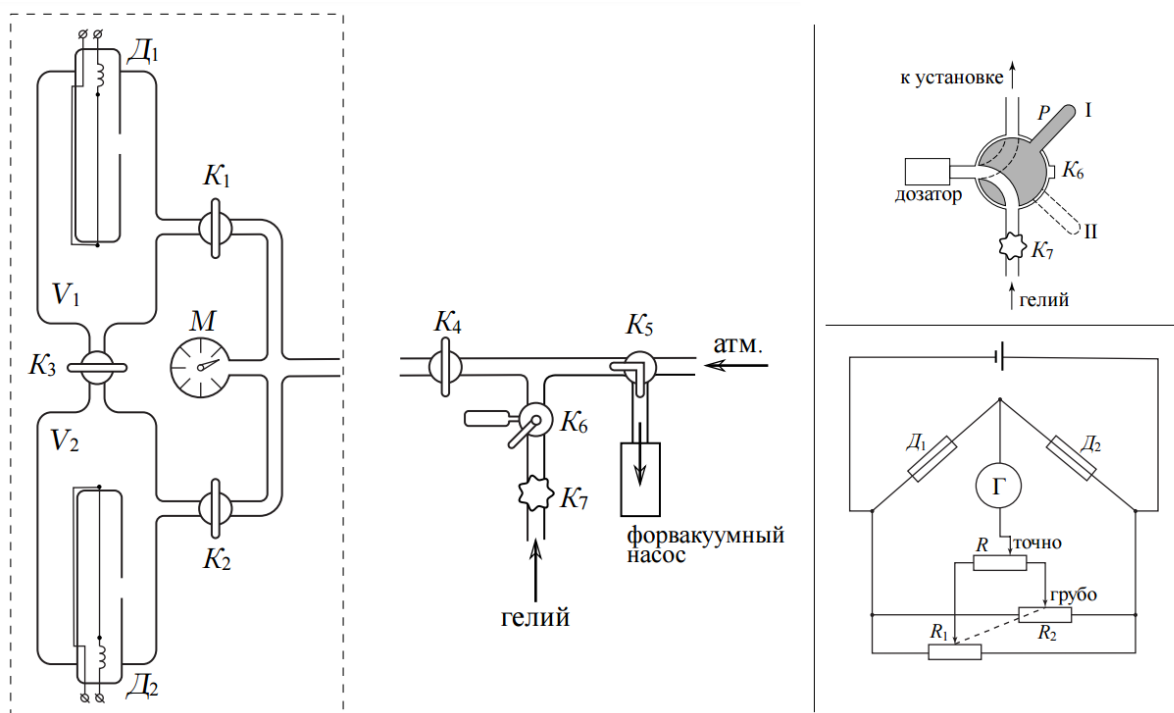 Д₁
K₁
V₁
M
K₃
V₂
K₂
Д₂
K₄
K₅
атм.
K₆
K₇
форвакуумный
насос
гелий
к установке
P
I
K₆
дозатор
II
K₇
гелий
Д₁
Д₂
Г
R
точно
грубо
R₁
R₂